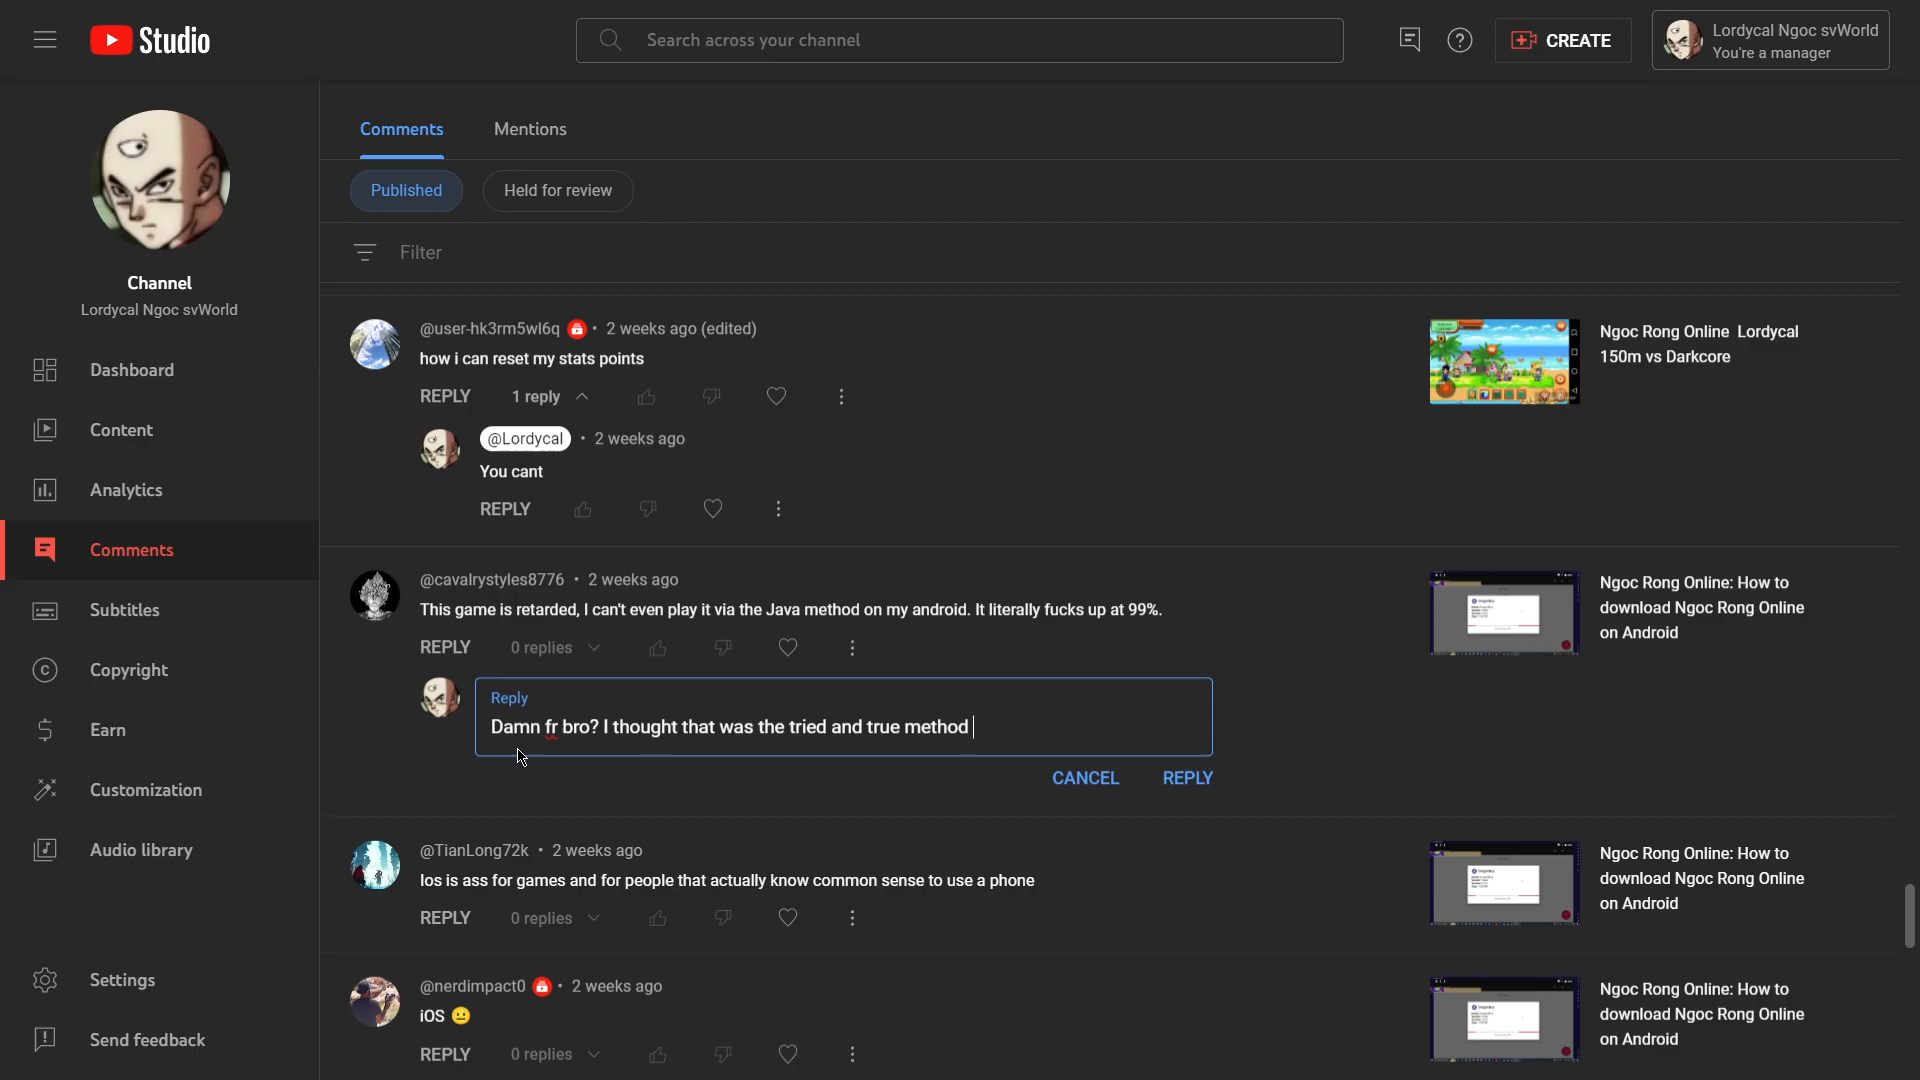 Studio
Search across your channel
CREATE
Lordycal Ngoc svWorld
You're a manager
Channel
Lordycal Ngoc svWorld
Dashboard
Content
Analytics
Comments
Subtitles
Copyright
Earn
Customization
Audio library
Settings
Send feedback
Comments
Mentions
Published
Held for review
Filter
@user-hk3rm5wl6q • 2 weeks ago (edited)
how i can reset my stats points
REPLY 1 reply
@Lordycal • 2 weeks ago
You cant
REPLY
Ngoc Rong Online Lordycal
150m vs Darkcore
@cavalrystyles8776 • 2 weeks ago
This game is retarded, I can't even play it via the Java method on my android. It literally fucks up at 99%.
REPLY 0 replies
Reply
Damn fr bro? I thought that was the tried and true method
CANCEL REPLY
Ngoc Rong Online: How to
download Ngoc Rong Online
on Android
@TianLong72k • 2 weeks ago
Ios is ass for games and for people that actually know common sense to use a phone
REPLY 0 replies
Ngoc Rong Online: How to
download Ngoc Rong Online
on Android
@nerdimpact0 • 2 weeks ago
iOS 😐
REPLY 0 replies
Ngoc Rong Online: How to
download Ngoc Rong Online
on Android